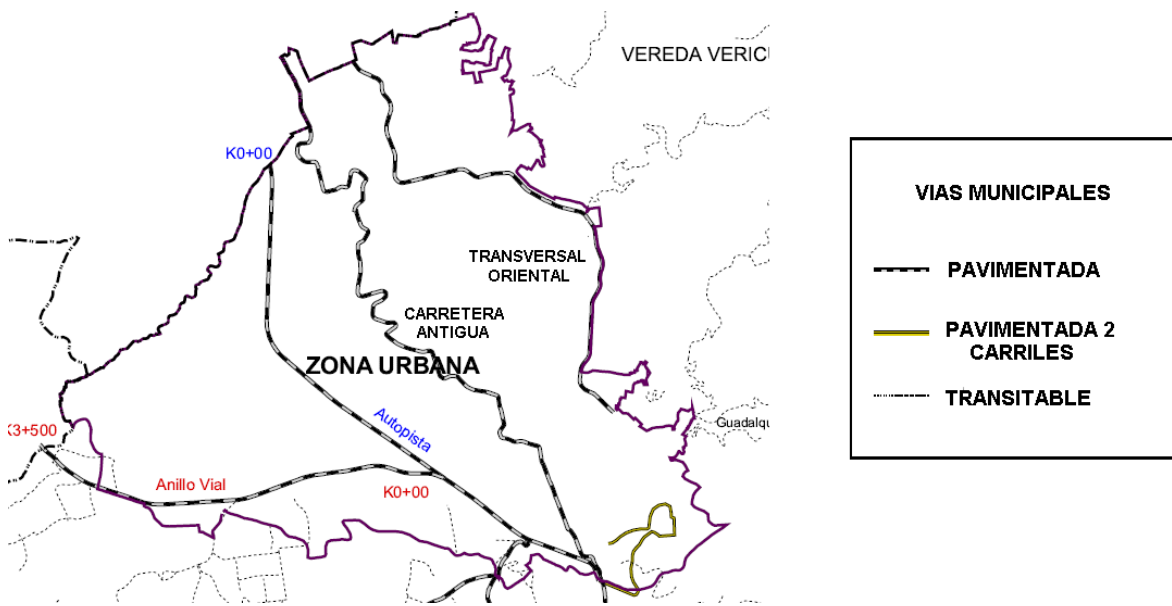 VEREDA VERICU
K0+00
TRANSVERSAL
ORIENTAL
CARRETERA
ANTIGUA
ZONA URBANA
Autopista
Guadalqu
K3+500
Anillo Vial
K0+00
VIAS MUNICIPALES
PAVIMENTADA
PAVIMENTADA 2
CARRILES
TRANSITABLE